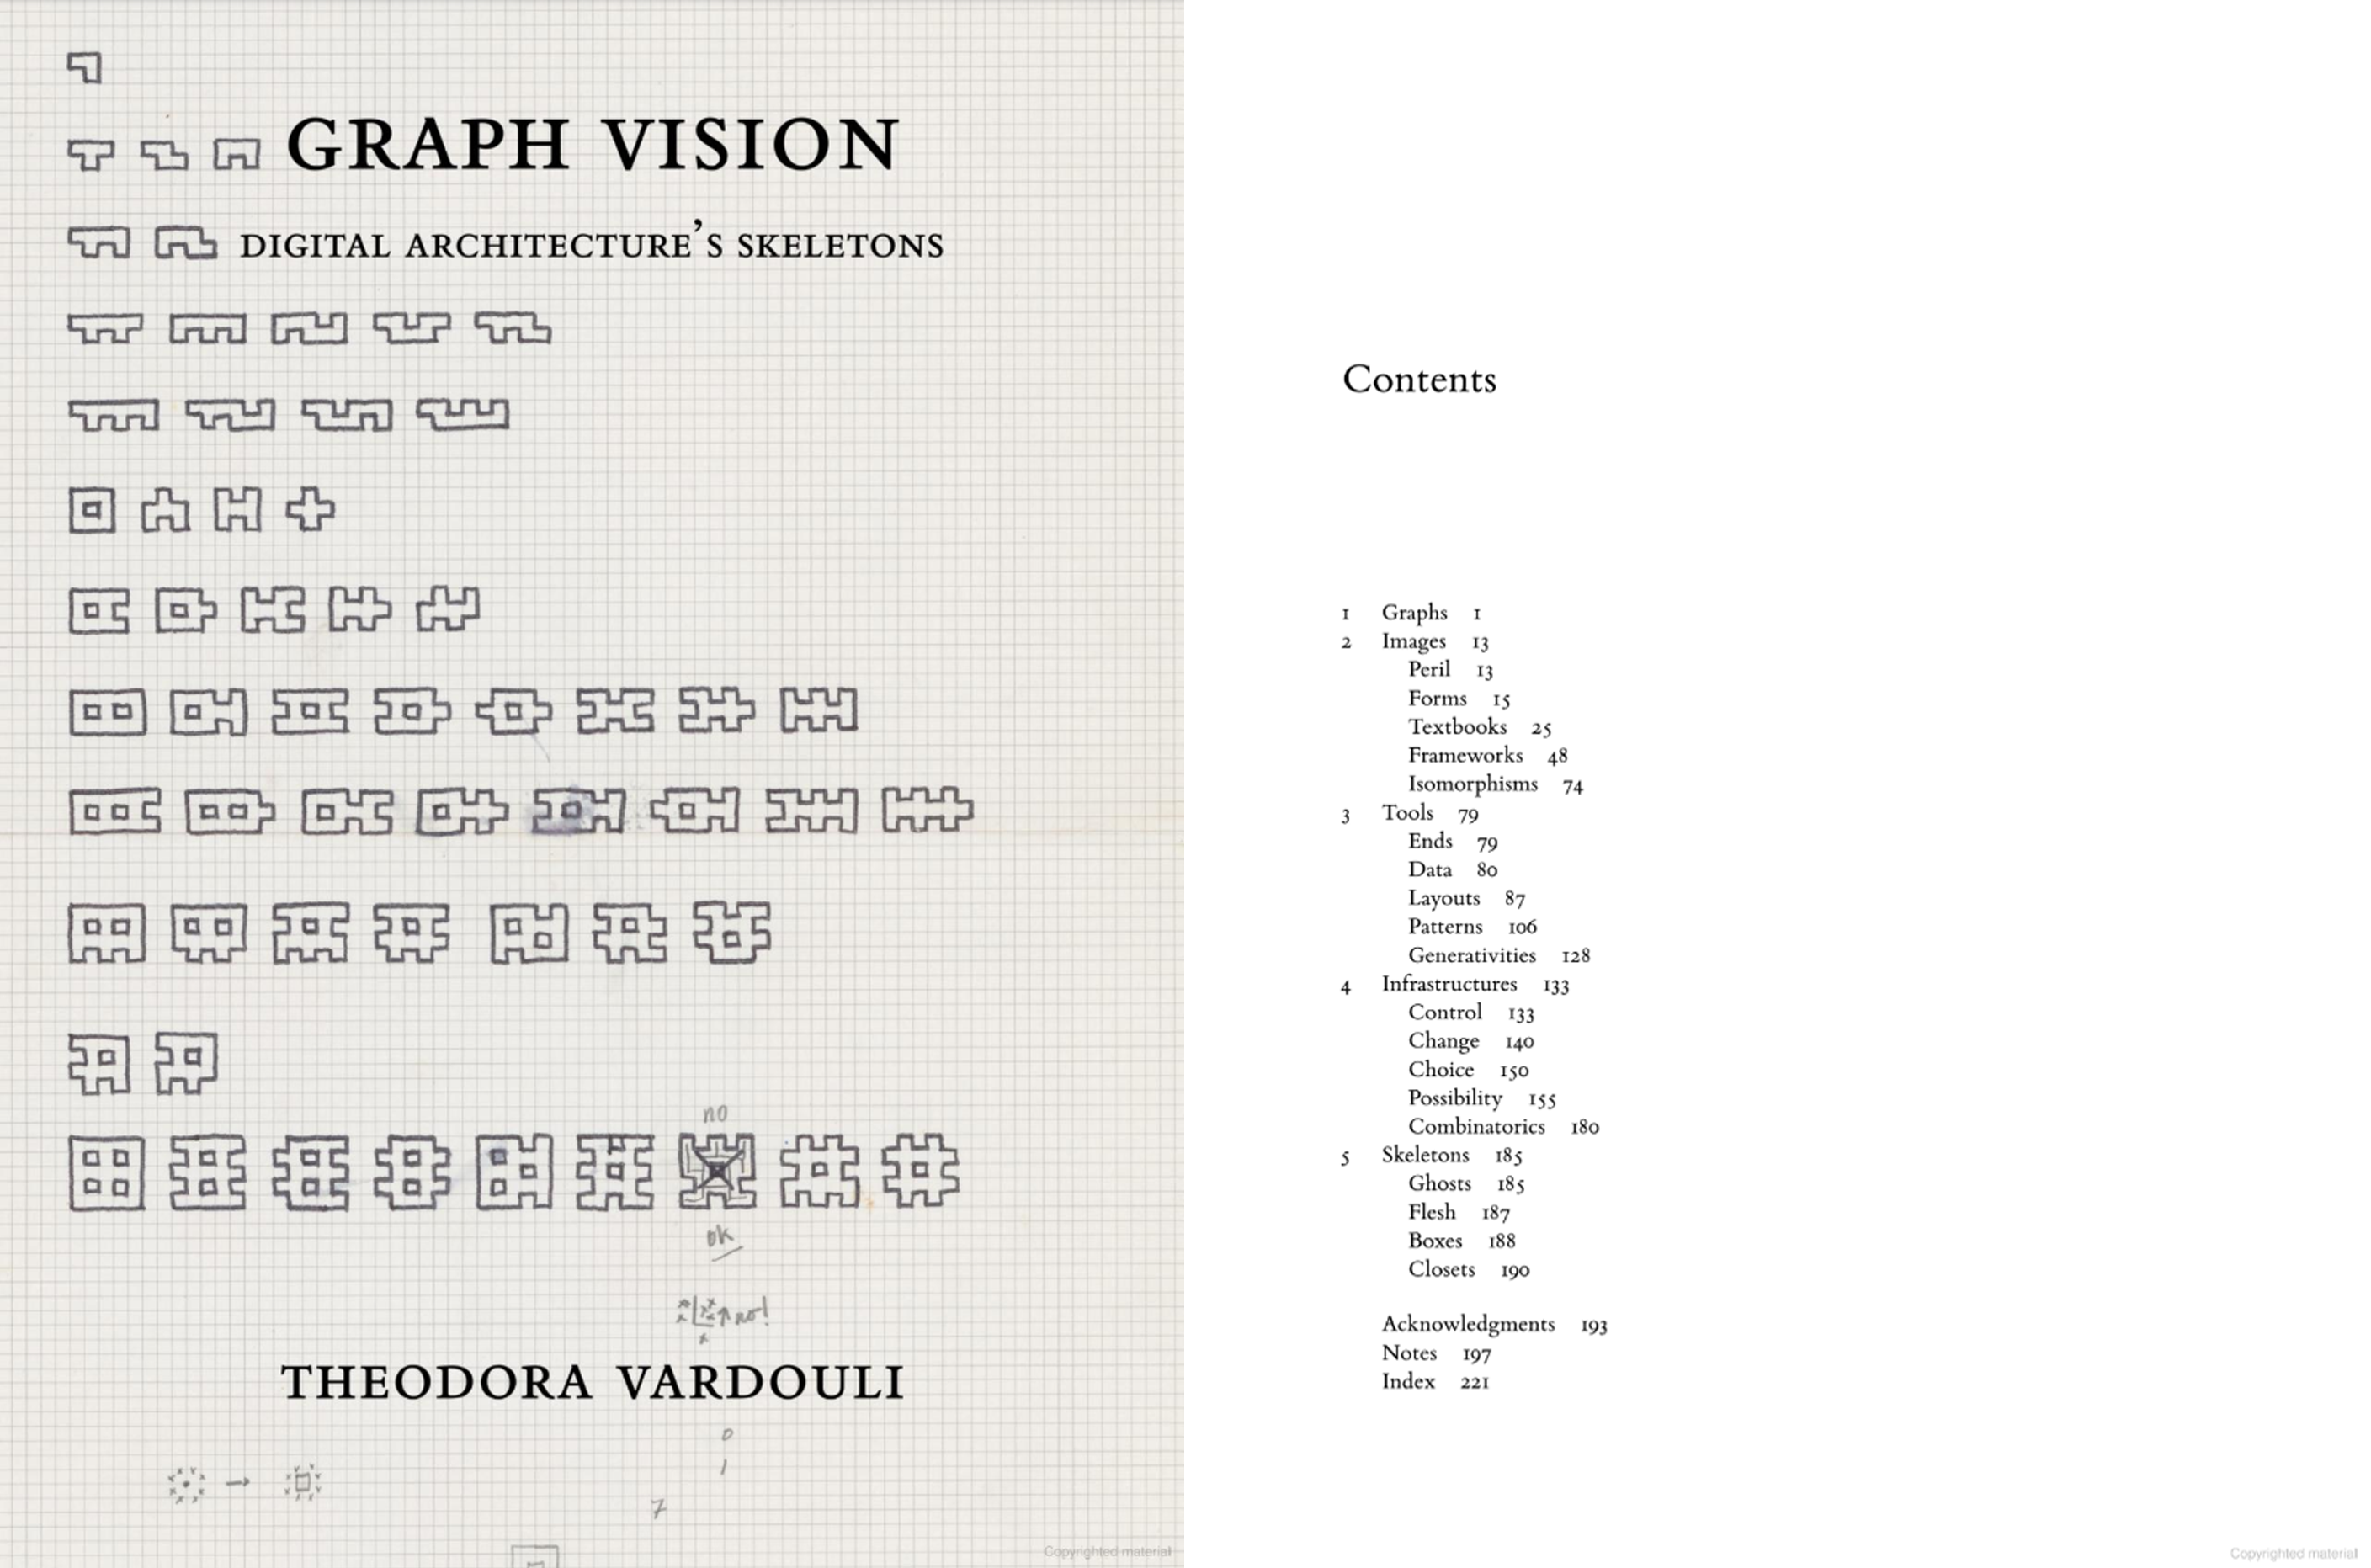 GRAPH VISION
DIGITAL ARCHITECTURE'S SKELETONS
no
ok
no!
THEODORA VARDOULI
0
1
7
Copyrighted material
Contents
1 Graphs 1
2 Images 13
Peril 13
Forms 15
Textbooks 25
Frameworks 48
Isomorphisms 74
3 Tools 79
Ends 79
Data 80
Layouts 87
Patterns 106
Generativities 128
4 Infrastructures 133
Control 133
Change 140
Choice 150
Possibility 155
Combinatorics 180
5 Skeletons 185
Ghosts 185
Flesh 187
Boxes 188
Closets 190
Acknowledgments 193
Notes 197
Index 221
Copyrighted material